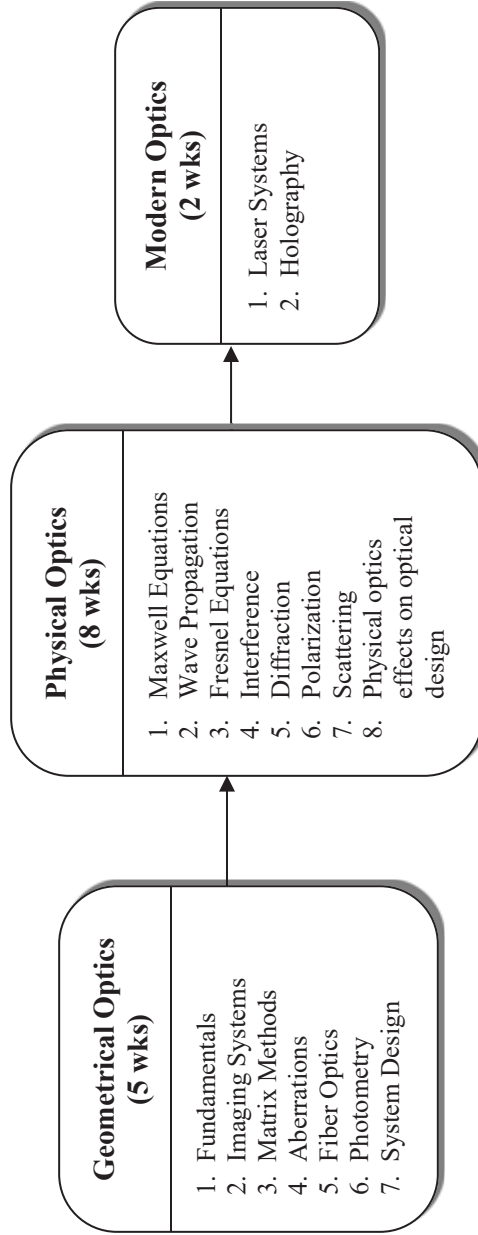 Geometrical Optics
(5 wks)
1. Fundamentals
2. Imaging Systems
3. Matrix Methods
4. Aberrations
5. Fiber Optics
6. Photometry
7. System Design
Physical Optics
(8 wks)
1. Maxwell Equations
2. Wave Propagation
3. Fresnel Equations
4. Interference
5. Diffraction
6. Polarization
7. Scattering
8. Physical optics
effects on optical
design
Modern Optics
(2 wks)
1. Laser Systems
2. Holography